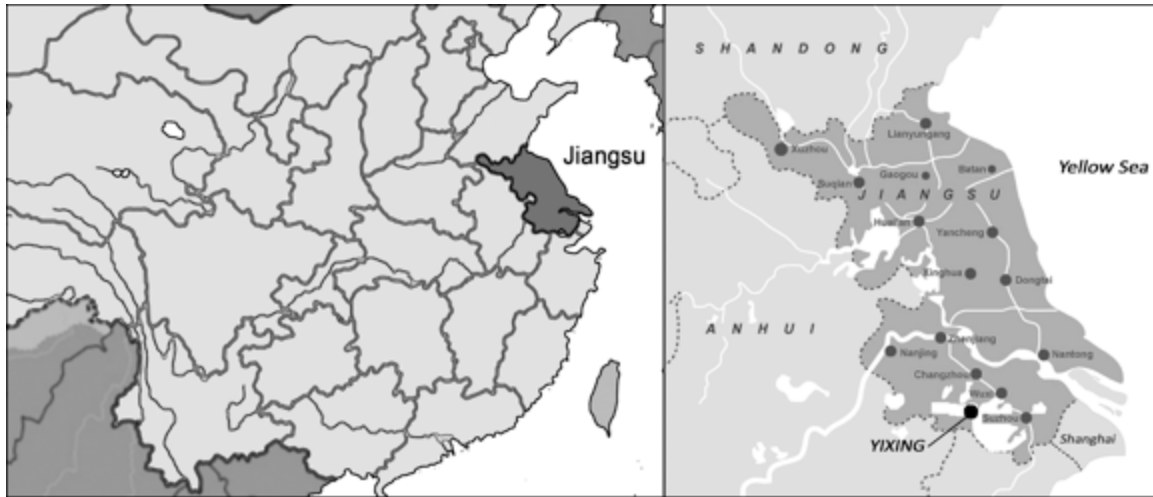 Jiangsu
SHANDONG
Lianyungang
Xuzhou
Yellow Sea
Gaogou
Batan
Suqian
JIANGSU
Huai'an
Yancheng
Xinghua
Dongtai
ANHUI
Zhenjiang
Nanjing
Nantong
Changzhou
Wuxi
Suzhou
YIXING
Shanghai